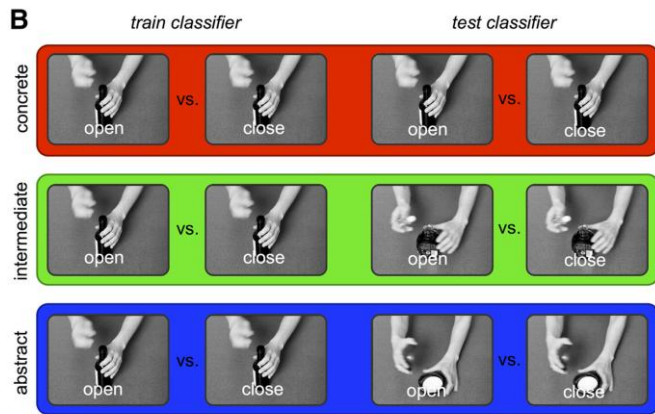 B
train classifier test classifier
concrete
open vs. close open vs. close
intermediate
open vs. close open vs. close
abstract
open vs. close open vs. close